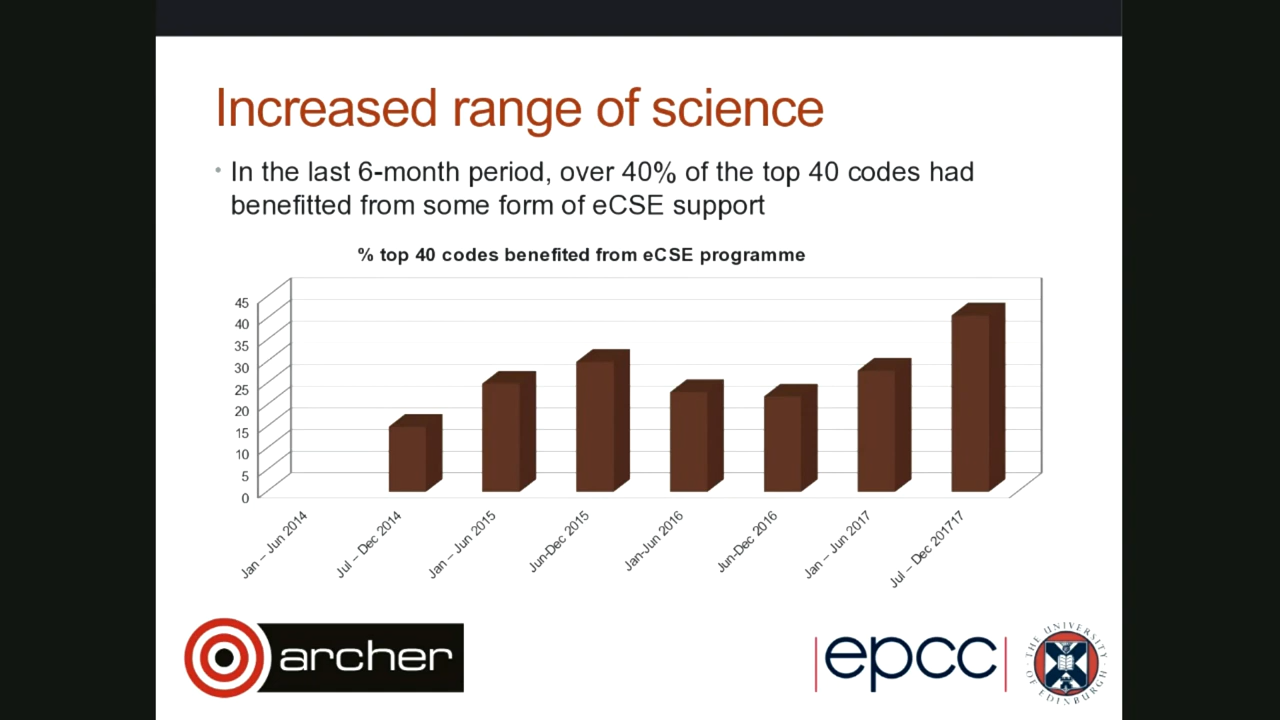 Increased range of science
• In the last 6-month period, over 40% of the top 40 codes had
benefitted from some form of eCSE support
% top 40 codes benefited from eCSE programme
45
40
35
30
25
20
15
10
5
0
Jan – Jun 2014
Jul – Dec 2014
Jan – Jun 2015
Jun-Dec 2015
Jan-Jun 2016
Jun-Dec 2016
Jan – Jun 2017
Jul – Dec 201717
archer
epcc
THE UNIVERSITY
OF EDINBURGH